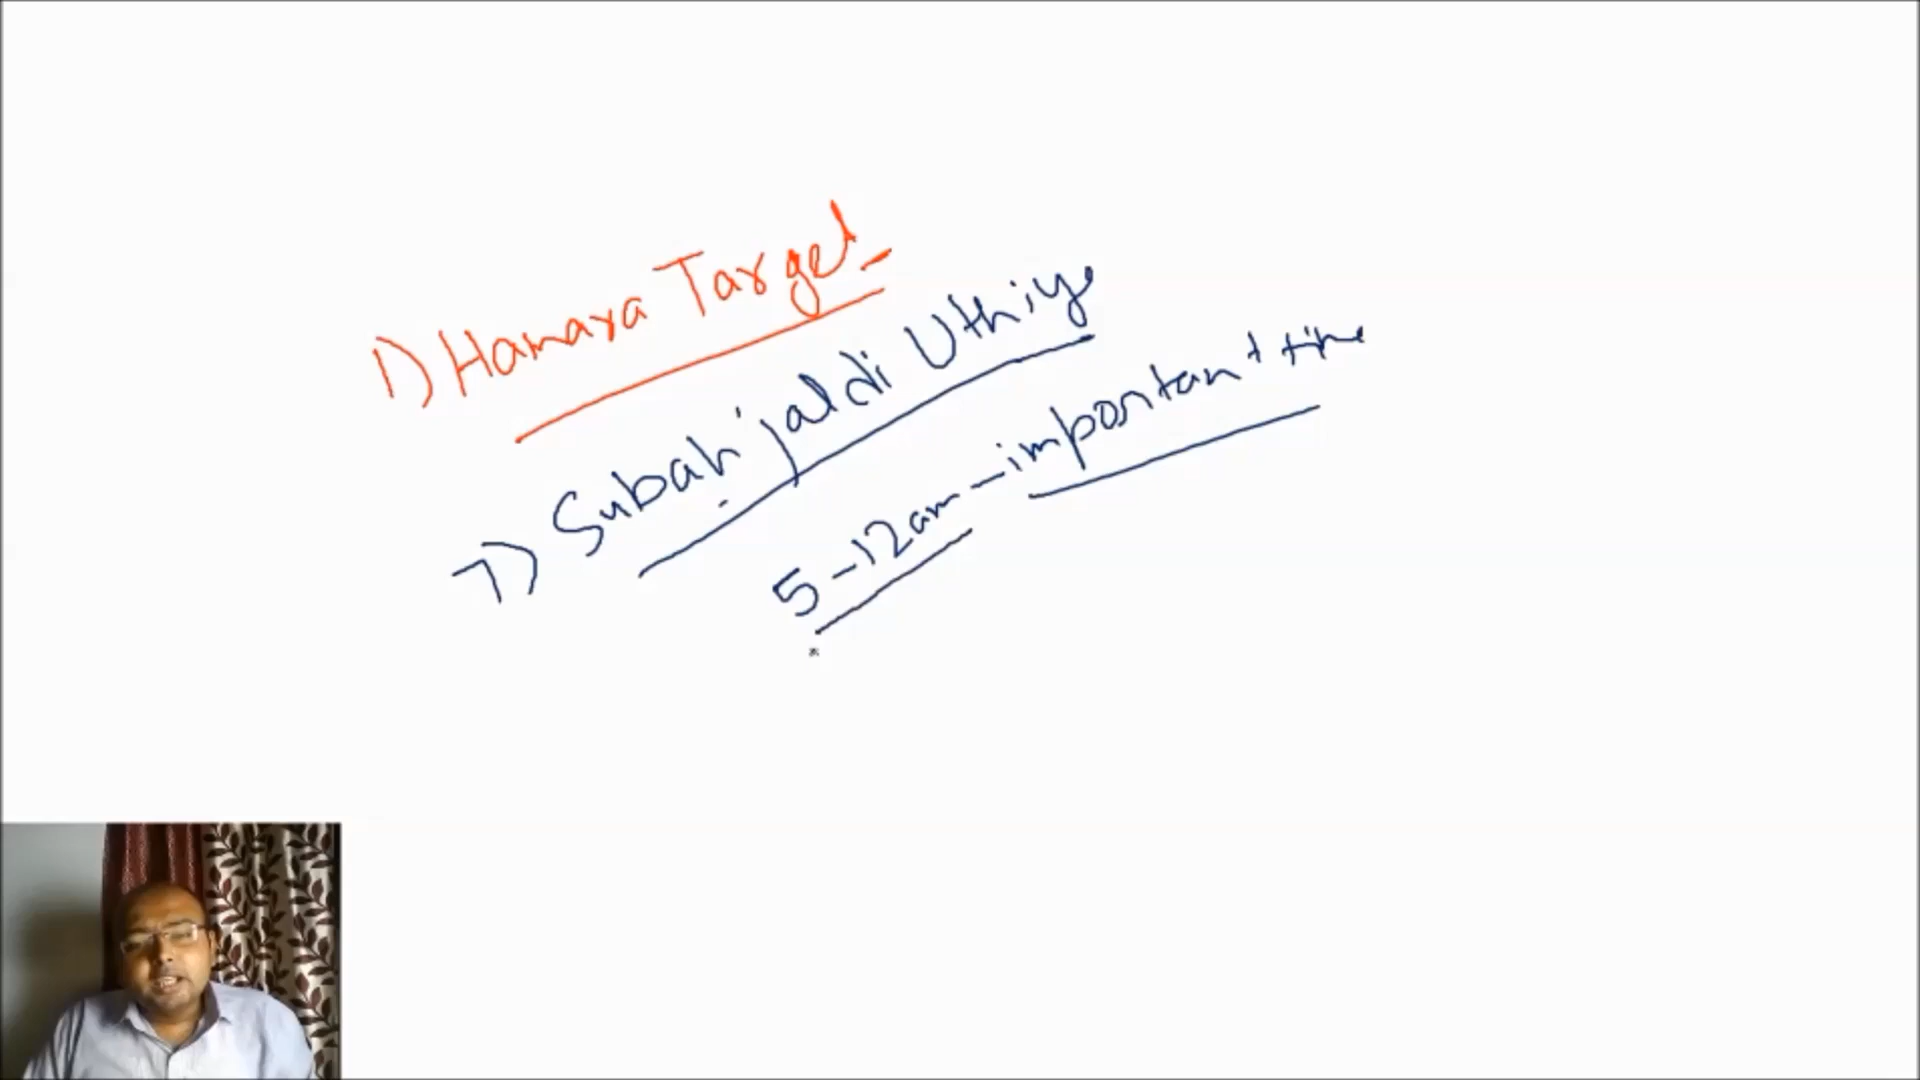 1) Hamara Target
7) Subah jaldi Uthiye
5-12am - important time